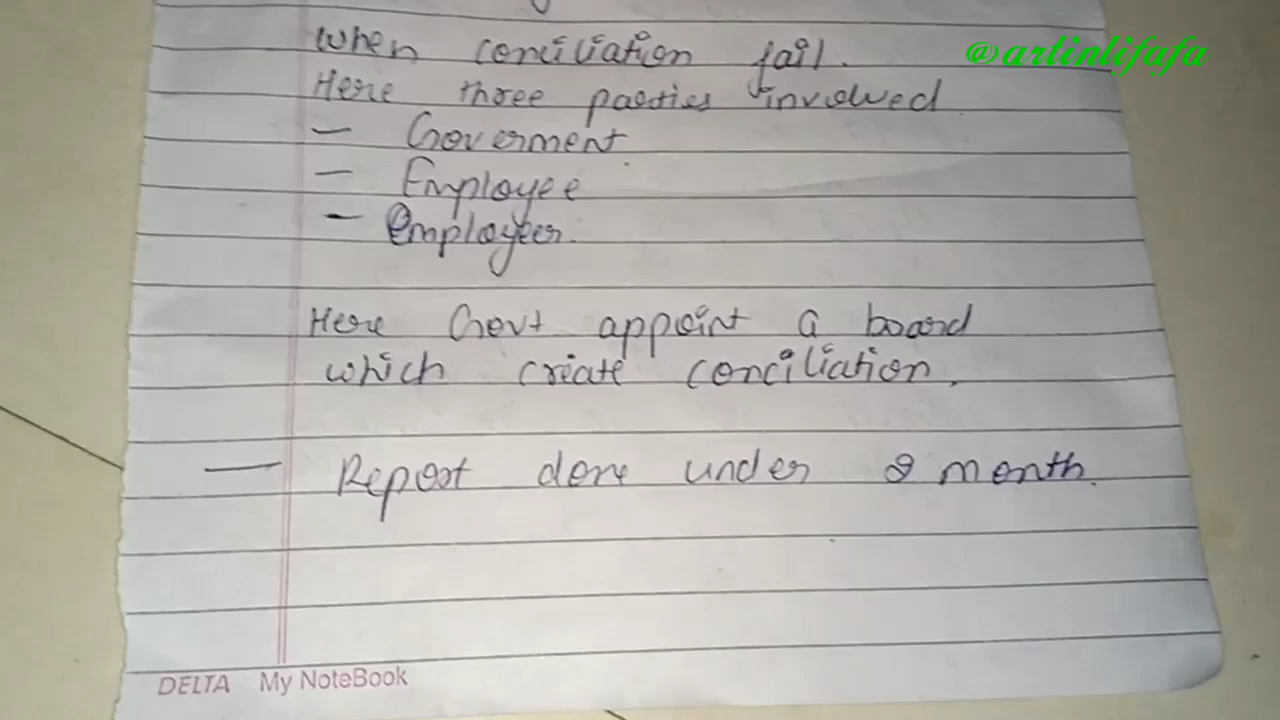 when conciliation fail.
@artinlifafa
Here three parties involved
— Goverment
— Employee
— Employeer.
Here Govt appoint a board
which create conciliation.
— Report done under 2 month.
DELTA My NoteBook